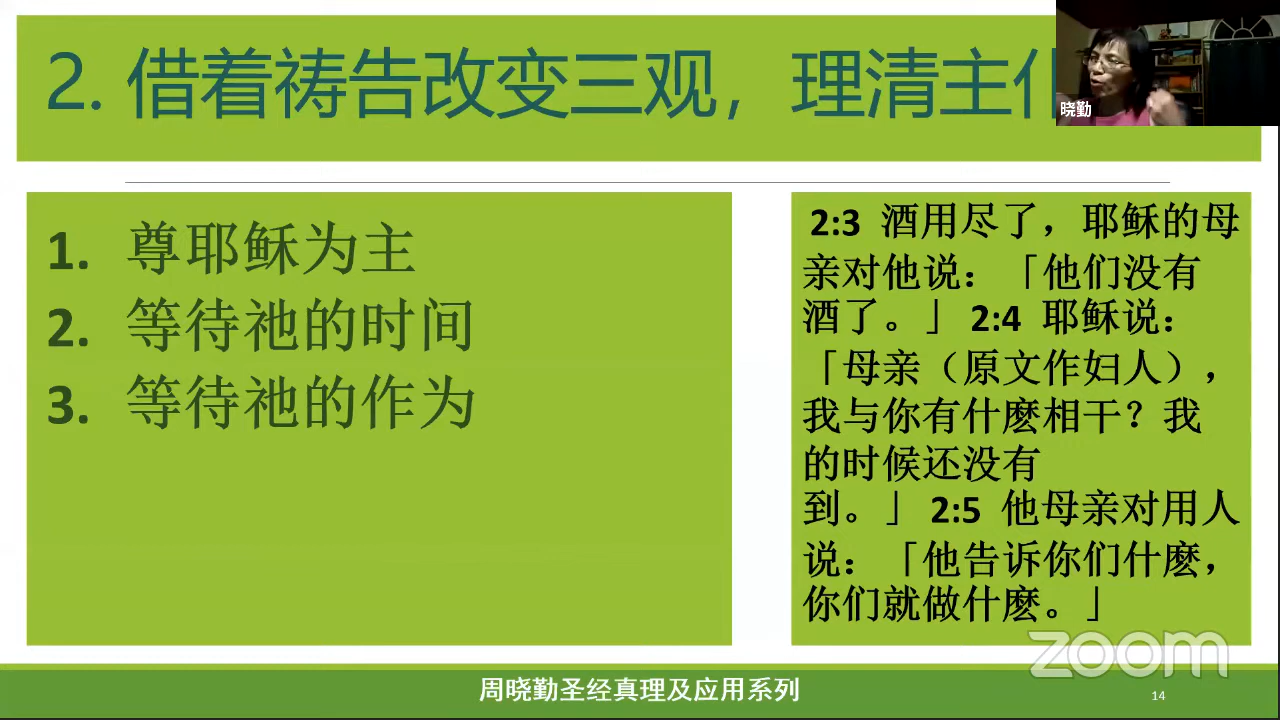 2. 借着祷告改变三观，理清主
晓勤
1. 尊耶稣为主
2. 等待祂的时间
3. 等待祂的作为
2:3 酒用尽了，耶稣的母
亲对他说：「他们没有
酒了。」 2:4 耶稣说：
「母亲（原文作妇人），
我与你有什麽相干？我
的时候还没有
到。」 2:5 他母亲对用人
说：「他告诉你们什麽，
你们就做什麽。」
zoom
周晓勤圣经真理及应用系列
14